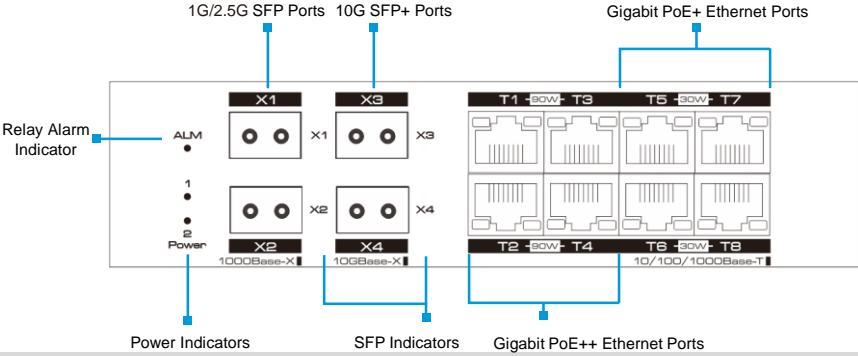 1G/2.5G SFP Ports 10G SFP+ Ports Gigabit PoE+ Ethernet Ports
X1 X3 T1 -90W- T3 T5 -30W- T7
Relay Alarm
Indicator
ALM X1 X3
1
2
Power
X2 X4
X2 X4 T2 -90W- T4 T6 -30W- T8
1000Base-X 10GBase-X 10/100/1000Base-T
Power Indicators SFP Indicators Gigabit PoE++ Ethernet Ports